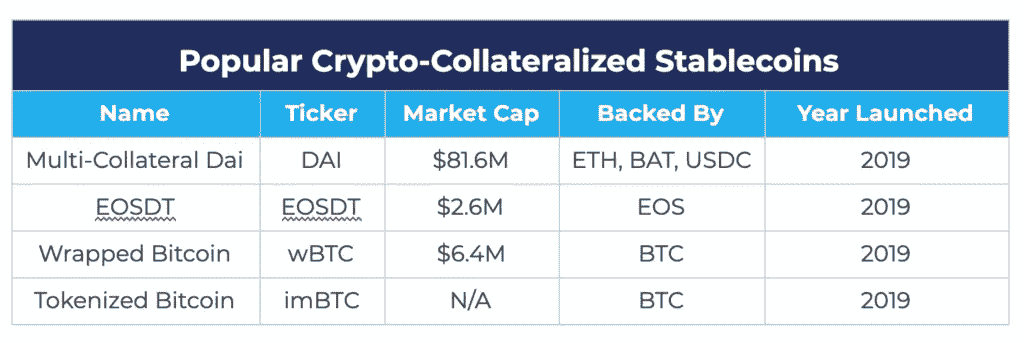 Popular Crypto-Collateralized Stablecoins
Name Ticker Market Cap Backed By Year Launched
Multi-Collateral Dai DAI $81.6M ETH, BAT, USDC 2019
EOSDT EOSDT $2.6M EOS 2019
Wrapped Bitcoin wBTC $6.4M BTC 2019
Tokenized Bitcoin imBTC N/A BTC 2019